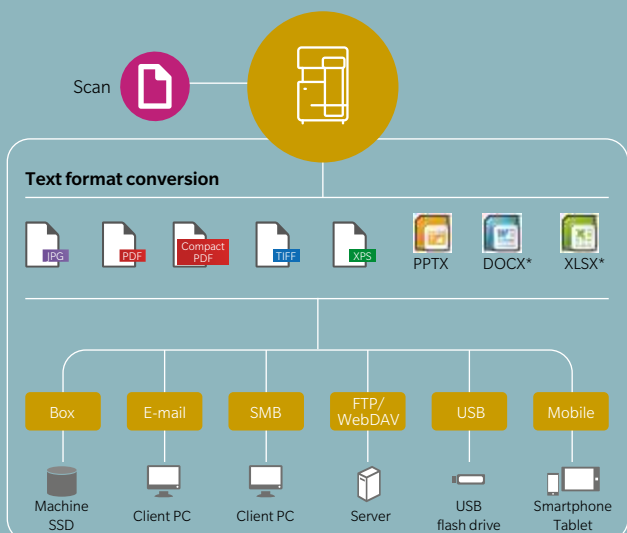 Scan
Text format conversion
JPG
PDF
Compact
PDF
TIFF
XPS
PPTX
DOCX*
XLSX*
Box
E-mail
SMB
FTP/
WebDAV
USB
Mobile
Machine
SSD
Client PC
Client PC
Server
USB
flash drive
Smartphone
Tablet